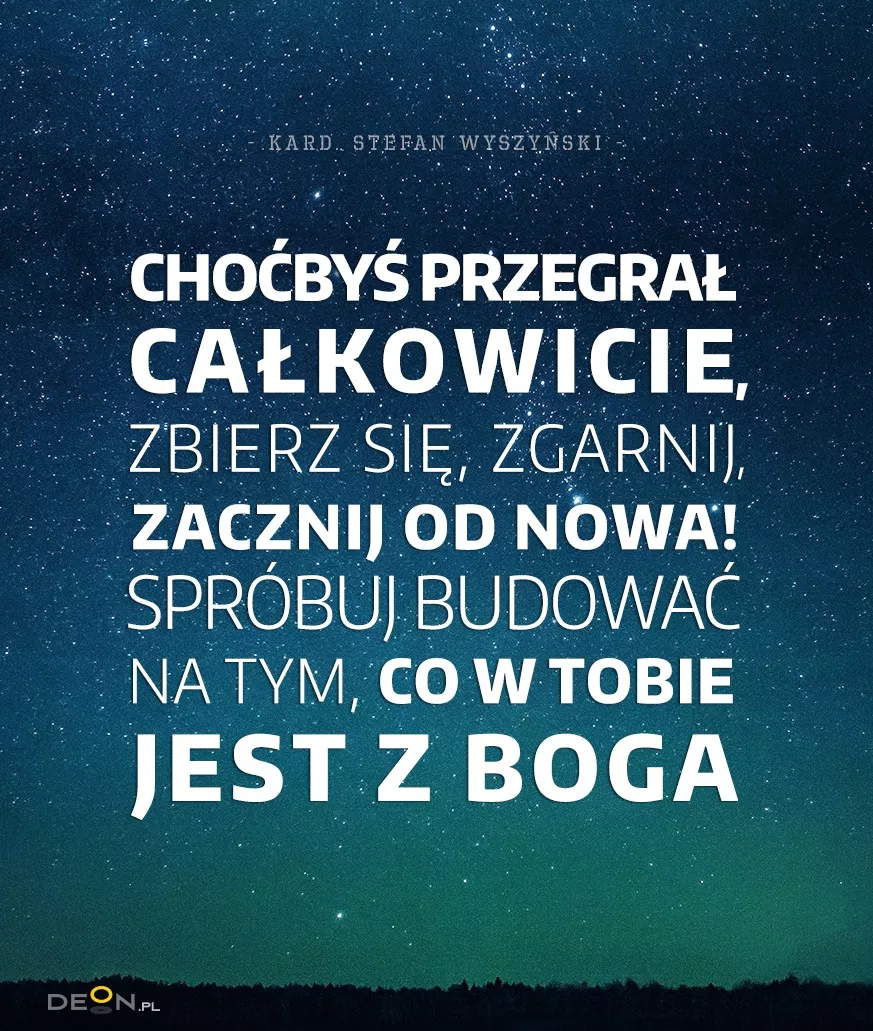 - KARD. STEFAN WYSZYŃSKI -
CHOĆBYŚ PRZEGRAŁ
CAŁKOWICIE,
ZBIERZ SIĘ, ZGARNIJ,
ZACZNIJ OD NOWA!
SPRÓBUJ BUDOWAĆ
NA TYM, CO W TOBIE
JEST Z BOGA
DEON.PL